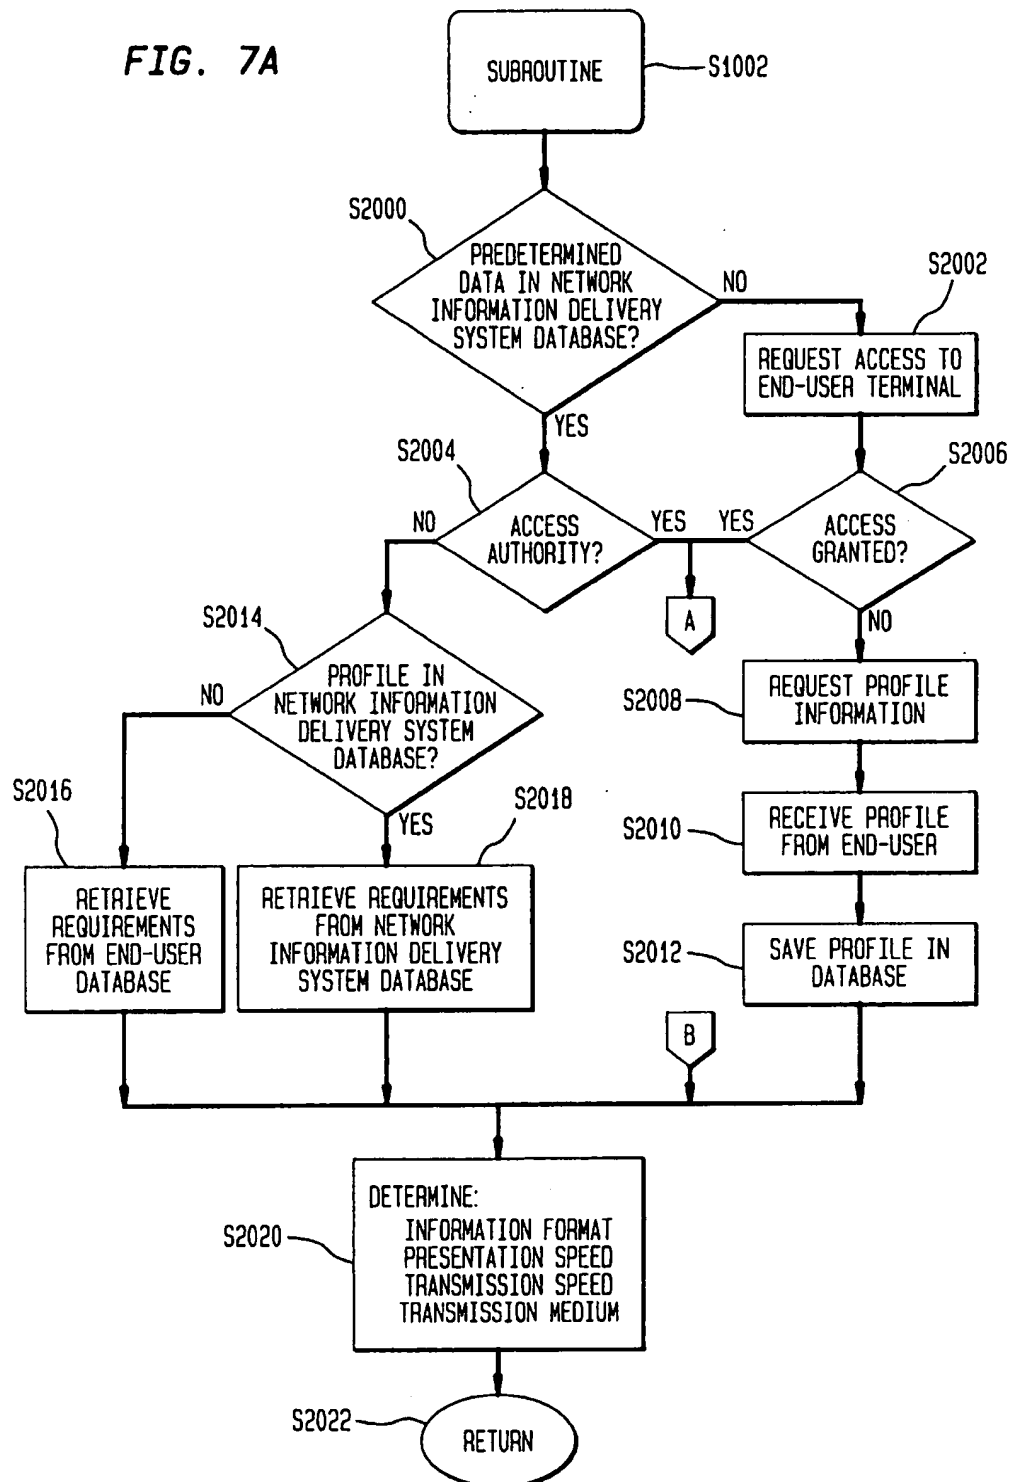 FIG. 7A
SUBROUTINE
S1002
S2000
PREDETERMINED
DATA IN NETWORK
INFORMATION DELIVERY
SYSTEM DATABASE?
NO
YES
S2002
REQUEST ACCESS TO
END-USER TERMINAL
S2004
ACCESS
AUTHORITY?
NO
YES
S2006
ACCESS
GRANTED?
YES
NO
A
S2014
PROFILE IN
NETWORK INFORMATION
DELIVERY SYSTEM
DATABASE?
NO
YES
S2008
REQUEST PROFILE
INFORMATION
S2010
RECEIVE PROFILE
FROM END-USER
S2012
SAVE PROFILE IN
DATABASE
S2016
RETRIEVE
REQUIREMENTS
FROM END-USER
DATABASE
S2018
RETRIEVE REQUIREMENTS
FROM NETWORK
INFORMATION DELIVERY
SYSTEM DATABASE
B
S2020
DETERMINE:
INFORMATION FORMAT
PRESENTATION SPEED
TRANSMISSION SPEED
TRANSMISSION MEDIUM
S2022
RETURN